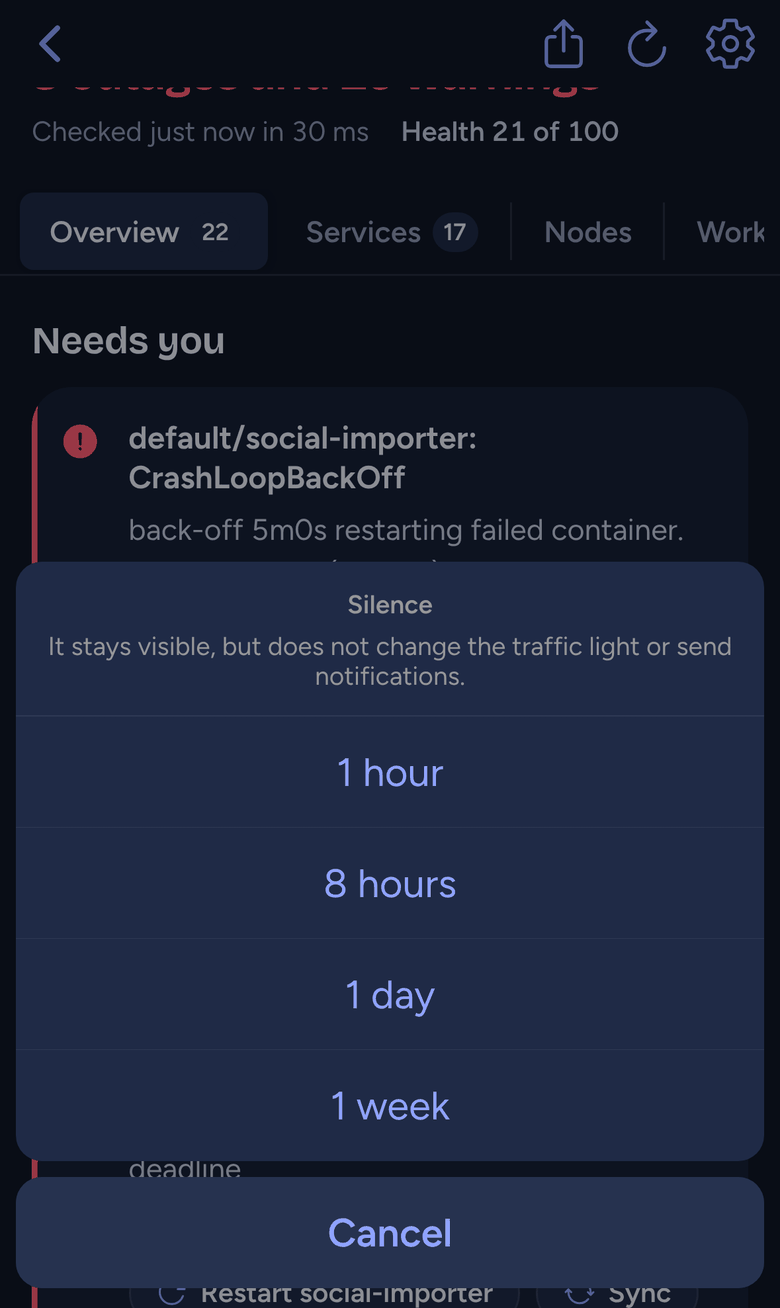 Checked just now in 30 ms Health 21 of 100
Overview 22 Services 17 Nodes Work
Needs you
default/social-importer:
CrashLoopBackOff
back-off 5m0s restarting failed container.
Silence
It stays visible, but does not change the traffic light or send
notifications.
1 hour
8 hours
1 day
1 week
deadline
Cancel
Restart social-importer Sync